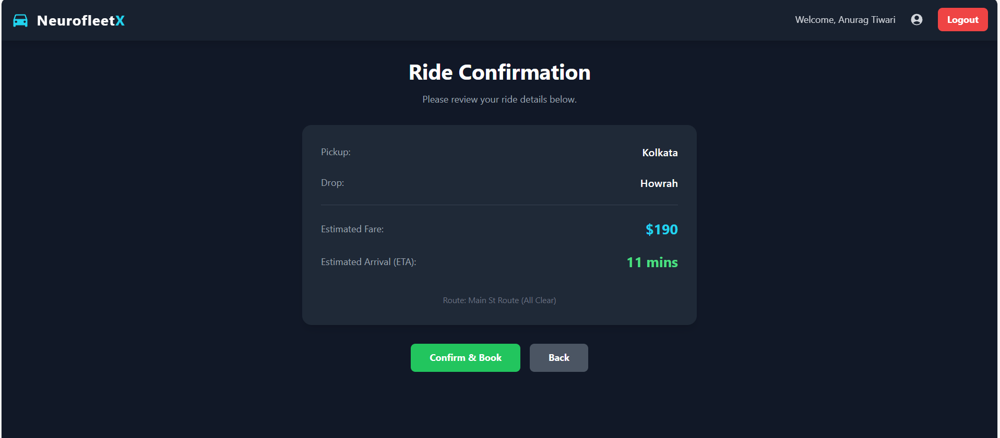 NeurofleetX
Welcome, Anurag Tiwari
Logout
Ride Confirmation
Please review your ride details below.
Pickup: Kolkata
Drop: Howrah
Estimated Fare: $190
Estimated Arrival (ETA): 11 mins
Route: Main St Route (All Clear)
Confirm & Book
Back